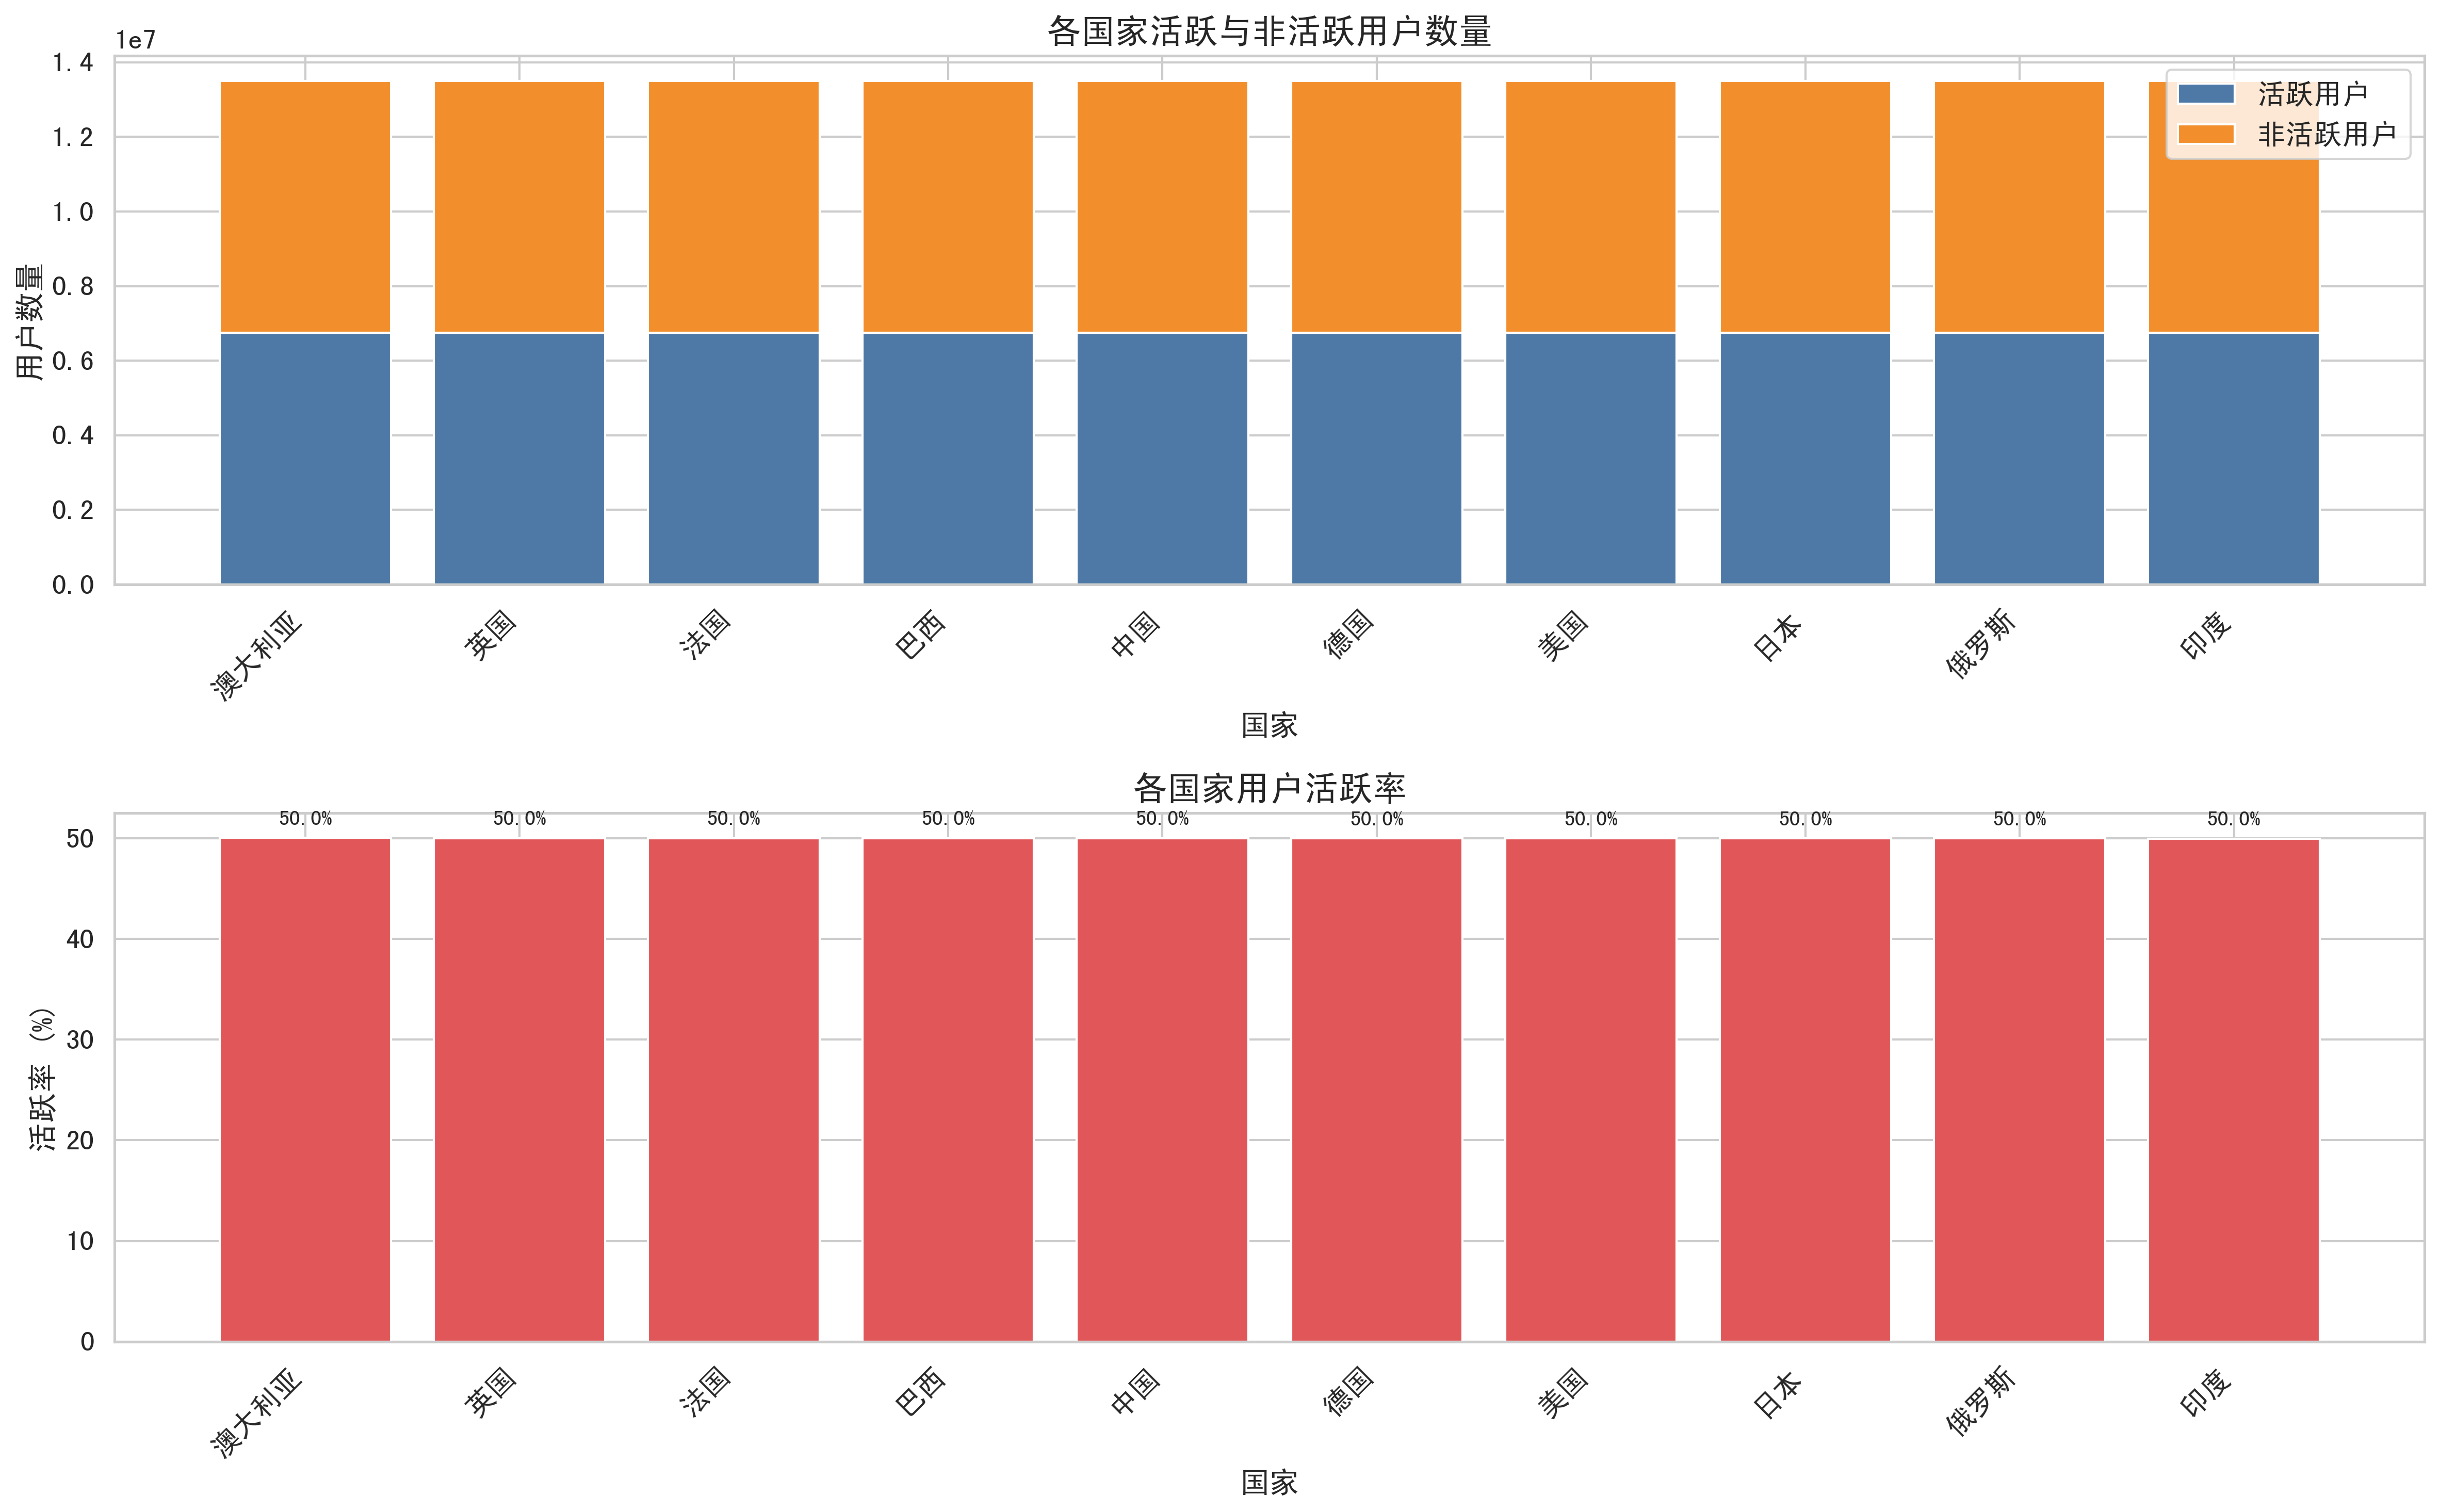 各国家活跃与非活跃用户数量
1e7
1.4
1.2
1.0
0.8
0.6
0.4
0.2
0.0
用户数量
活跃用户
非活跃用户
澳大利亚
英国
法国
巴西
中国
德国
美国
日本
俄罗斯
印度
国家
各国家用户活跃率
50.0% 50.0% 50.0% 50.0% 50.0% 50.0% 50.0% 50.0% 50.0% 50.0%
50
40
30
20
10
0
活跃率 (%)
澳大利亚
英国
法国
巴西
中国
德国
美国
日本
俄罗斯
印度
国家